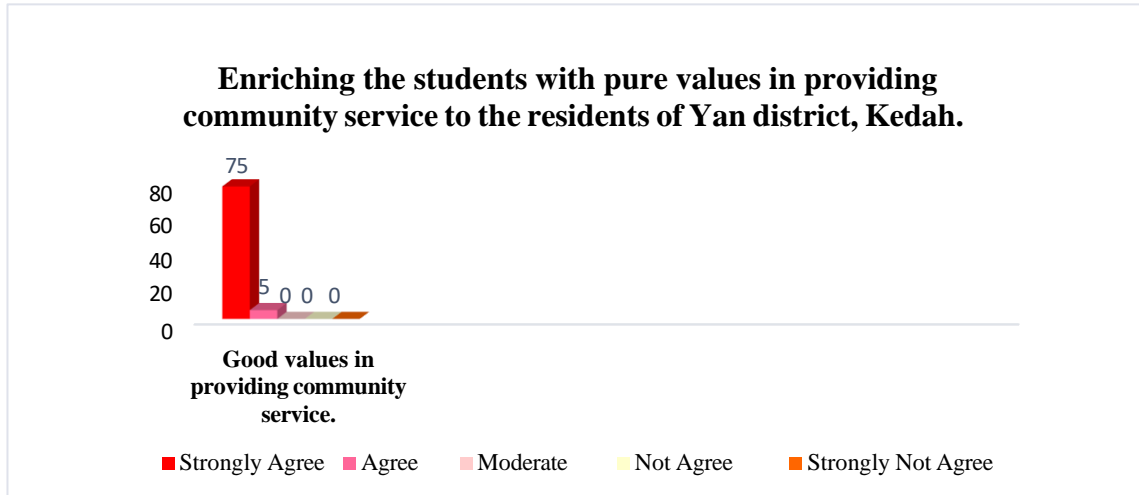 Enriching the students with pure values in providing
community service to the residents of Yan district, Kedah.
75
80
60
40
20
0
5
0
0
0
Good values in
providing community
service.
Strongly Agree Agree Moderate Not Agree Strongly Not Agree